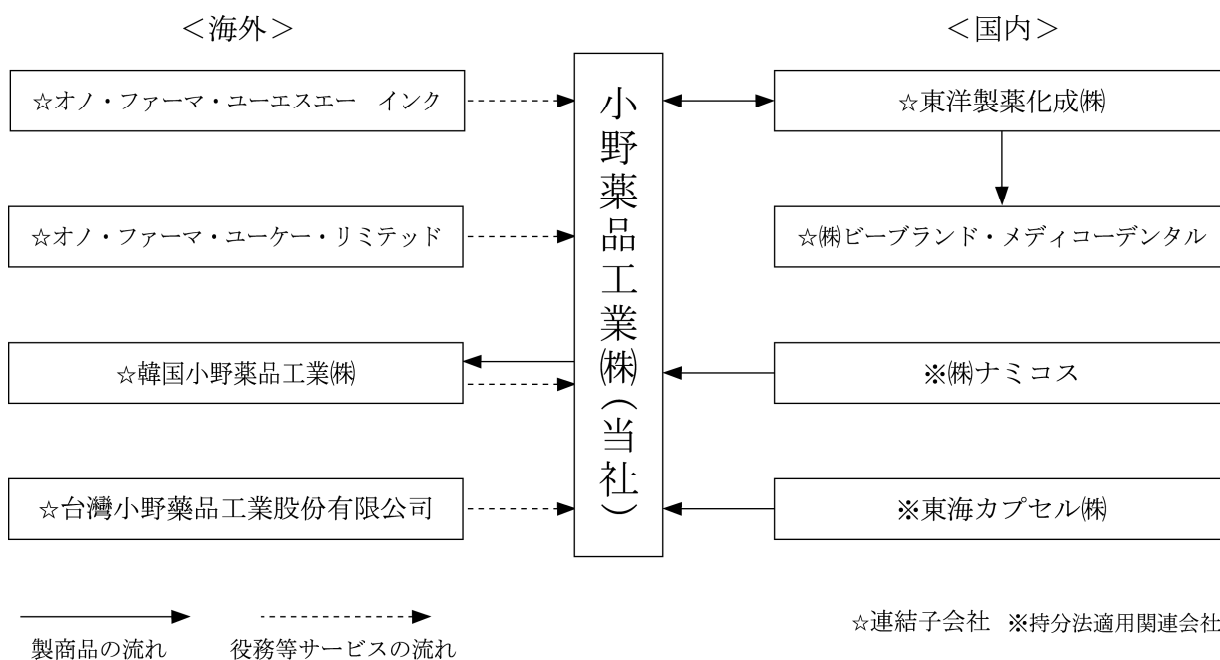 ＜海外＞
＜国内＞
☆オノ・ファーマ・ユーエスエー　インク
☆オノ・ファーマ・ユーケー・リミテッド
☆韓国小野薬品工業㈱
☆台灣小野藥品工業股份有限公司
小野薬品工業㈱（当社）
☆東洋製薬化成㈱
☆㈱ビーブランド・メディコーデンタル
※㈱ナミコス
※東海カプセル㈱
製商品の流れ
役務等サービスの流れ
☆連結子会社 ※持分法適用関連会社